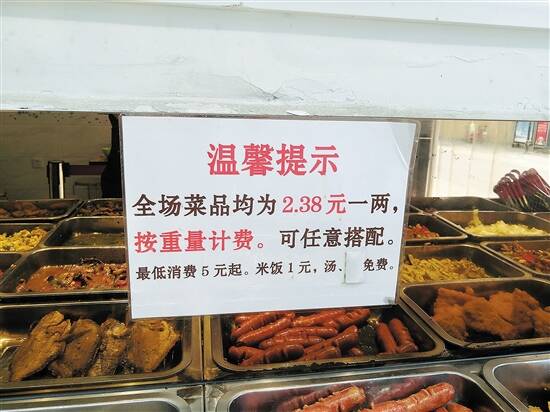 温馨提示
全场菜品均为2.38元一两，
按重量计费。可任意搭配。
最低消费5元起。米饭1元，汤、 免费。